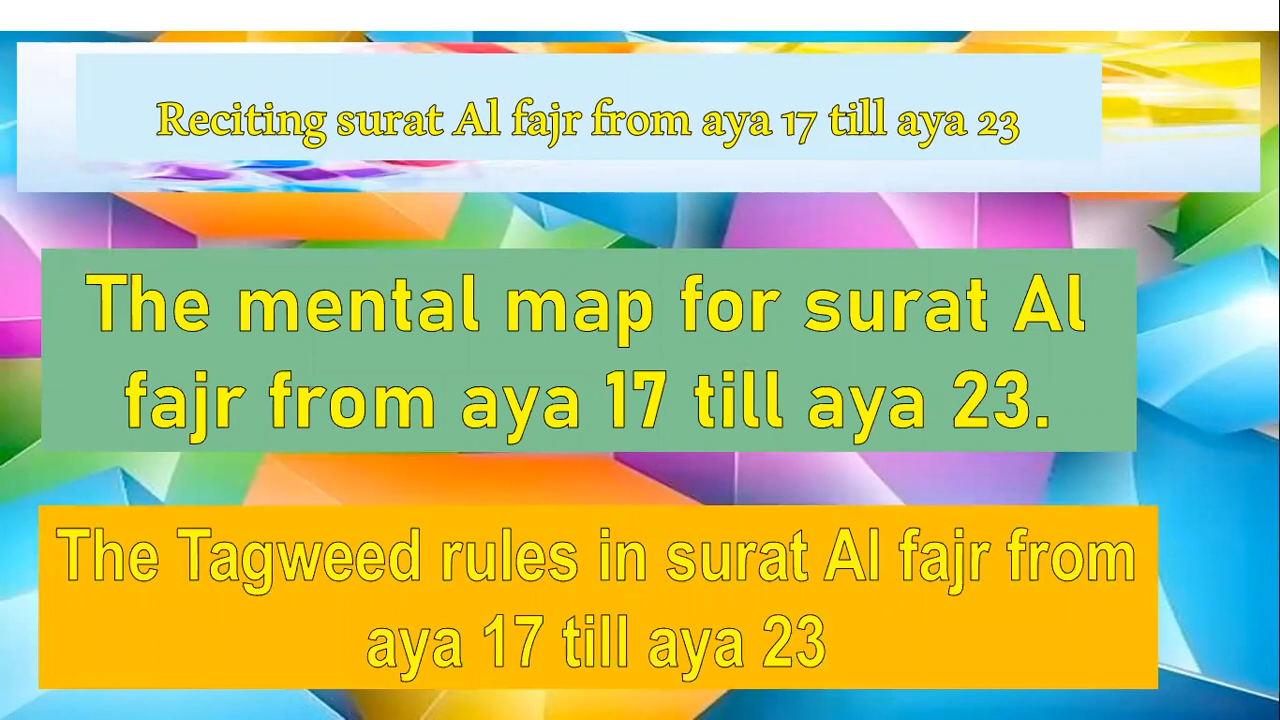 Reciting surat Al fajr from aya 17 till aya 23
The mental map for surat Al
fajr from aya 17 till aya 23.
The Tagweed rules in surat Al fajr from
aya 17 till aya 23